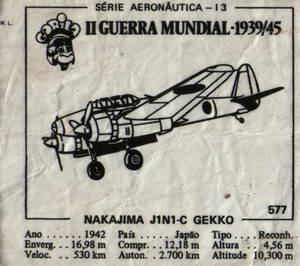 SÉRIE AERONÁUTICA - 13
N.L.
II GUERRA MUNDIAL-1939/45
577
NAKAJIMA J1N1-C GEKKO
Ano ..... 1942 País ..... Japão Tipo .... Reconh.
Enverg... 16,98 m Compr... 12,18 m Altura ... 4,56 m
Veloc. .. 530 km Auton. 2.700 km Altitude 10,300 m